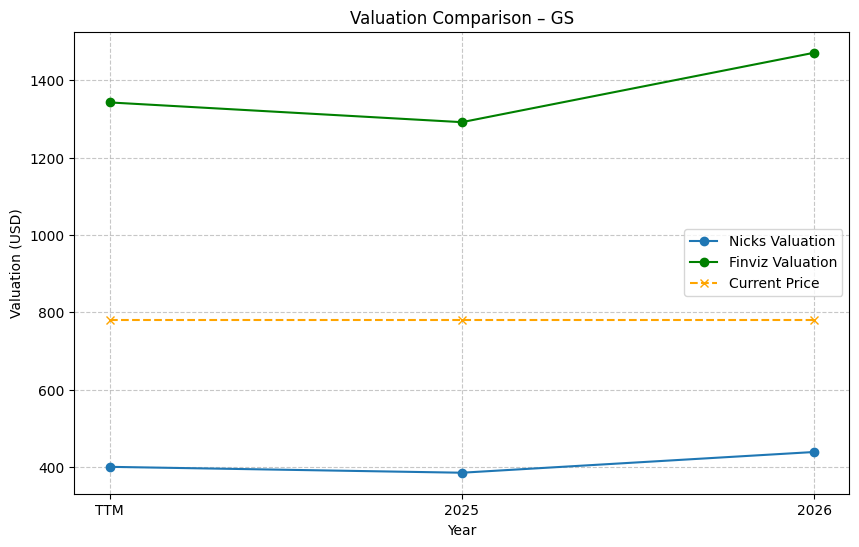 Valuation Comparison – GS
Valuation (USD)
1400
1200
1000
800
600
400
Nicks Valuation
Finviz Valuation
Current Price
TTM
2025
2026
Year